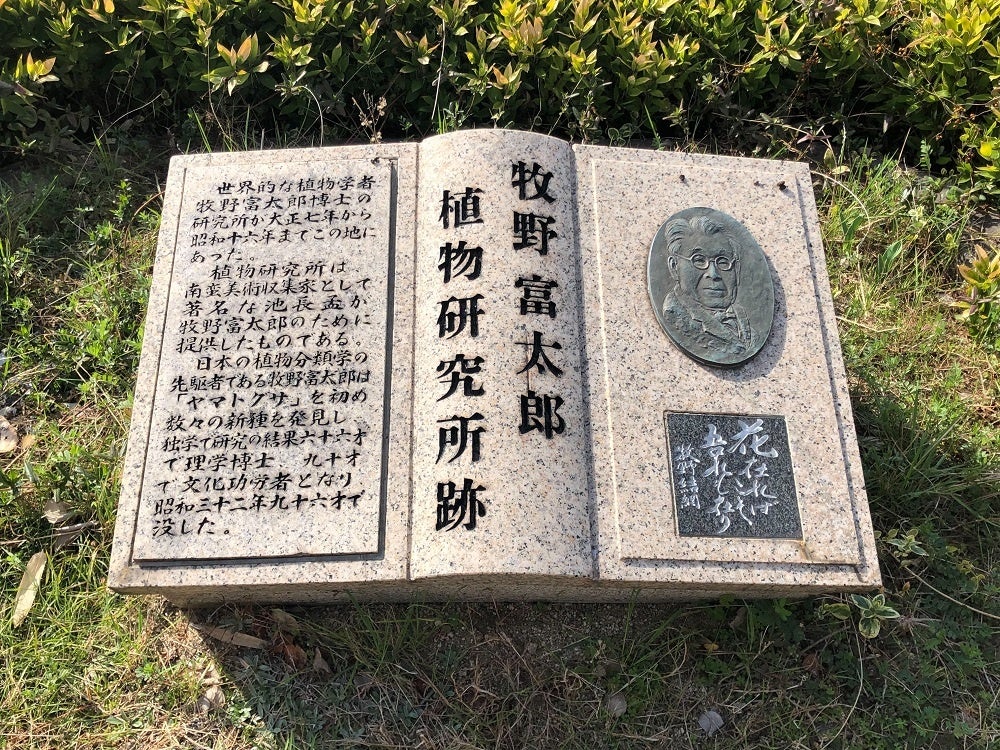 牧野富太郎
植物研究所跡
世界的な植物学者
牧野富太郎博士の
研究所が大正七年から
昭和十六年までこの地に
あった。
植物研究所は、
南蛮美術収集家として
著名な池長孟が
牧野富太郎のために
提供したものである。
日本の植物分類学の
先駆者である牧野富太郎は
「ヤマトグサ」を初め
数々の新種を発見し
独学で研究の結果六十六才
で理学博士、九十才
で文化功労者となり
昭和三十二年九十六才で
没した。
花在れば
こそ
吾れも在り
牧野結網